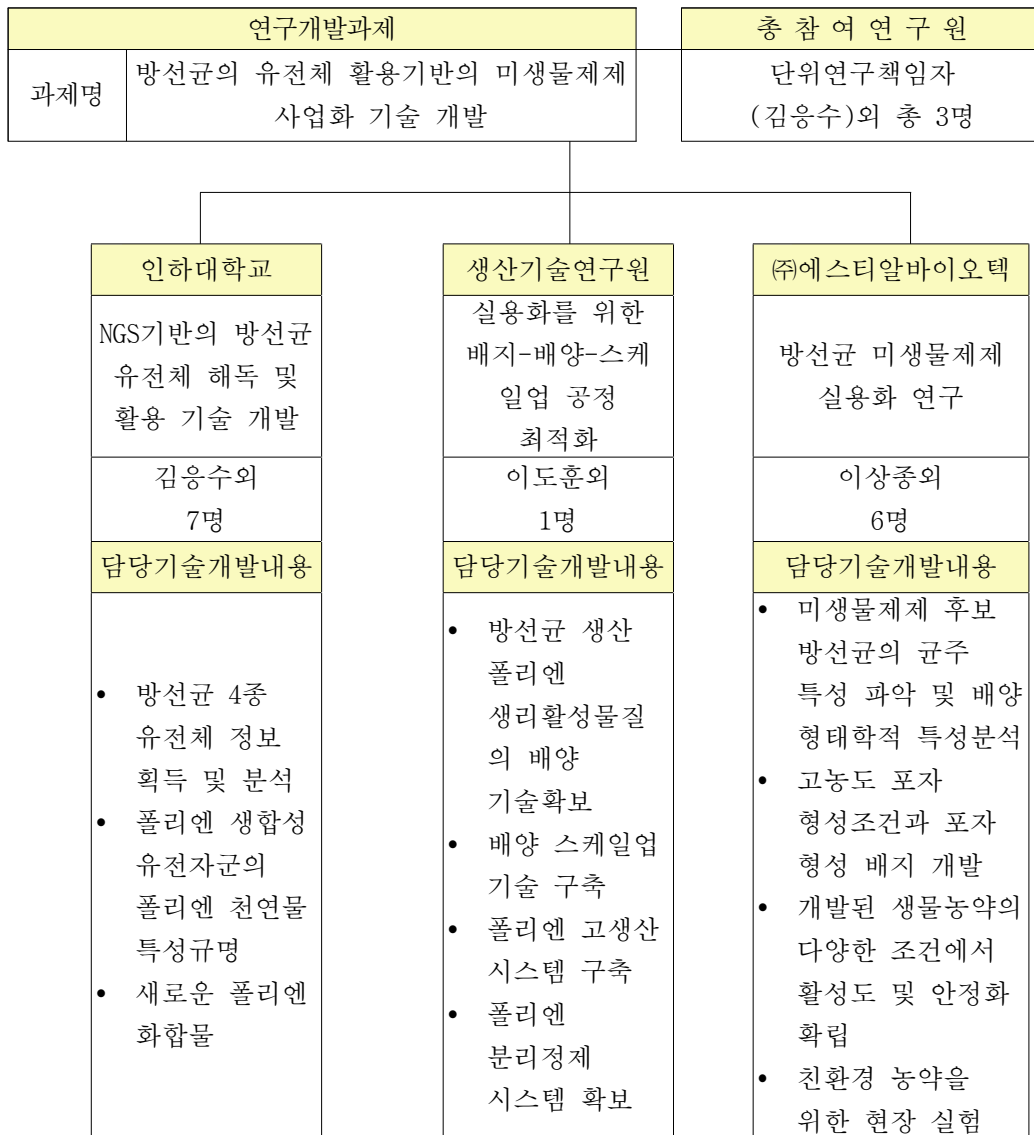 연구개발과제
총 참 여 연 구 원
과제명
방선균의 유전체 활용기반의 미생물제제
사업화 기술 개발
단위연구책임자
(김응수)외 총 3명
인하대학교
NGS기반의 방선균
유전체 해독 및
활용 기술 개발
김응수외
7명
담당기술개발내용
• 방선균 4종
유전체 정보
획득 및 분석
• 폴리엔 생합성
유전자군의
폴리엔 천연물
특성규명
• 새로운 폴리엔
화합물
생산기술연구원
실용화를 위한
배지-배양-스케
일업 공정
최적화
이도훈외
1명
담당기술개발내용
• 방선균 생산
폴리엔
생리활성물질
의 배양
기술확보
• 배양 스케일업
기술 구축
• 폴리엔 고생산
시스템 구축
• 폴리엔
분리정제
시스템 확보
㈜에스티알바이오텍
방선균 미생물제제
실용화 연구
이상종외
6명
담당기술개발내용
• 미생물제제 후보
방선균의 균주
특성 파악 및 배양
형태학적 특성분석
• 고농도 포자
형성조건과 포자
형성 배지 개발
• 개발된 생물농약의
다양한 조건에서
활성도 및 안정화
확립
• 친환경 농약을
위한 현장 실험